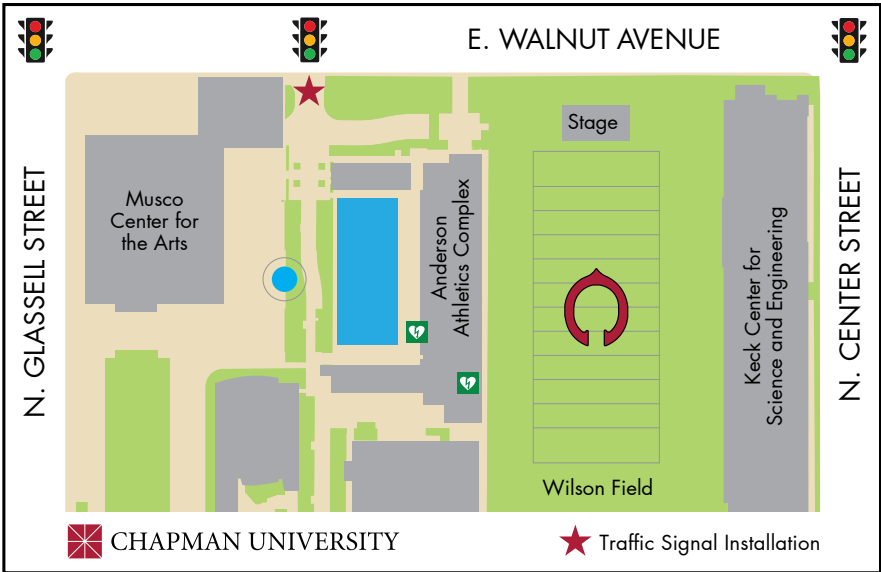 E. WALNUT AVENUE
Stage
N. GLASSELL STREET
Musco
Center for
the Arts
Anderson
Athletics Complex
Keck Center for
Science and Engineering
N. CENTER STREET
Wilson Field
CHAPMAN UNIVERSITY
Traffic Signal Installation